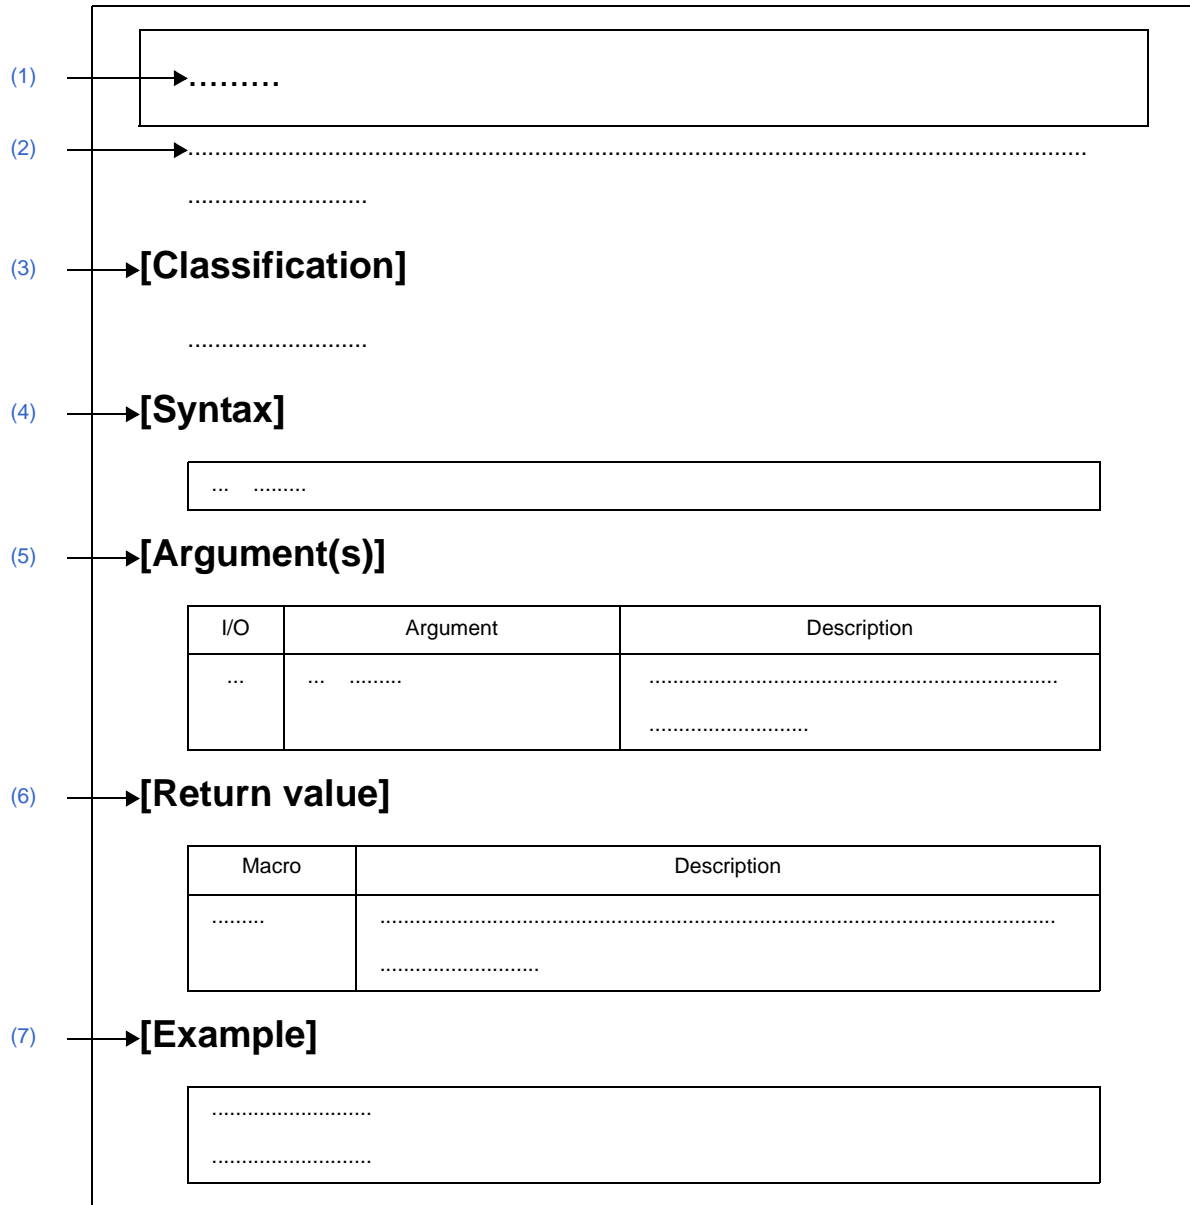 (1) .........
(2) ......................................................................................................................................
...........................
(3) [Classification]
...........................
(4) [Syntax]
... .........
(5) [Argument(s)]
I/O Argument Description
... ... ......... .....................................................................
...........................
(6) [Return value]
Macro Description
......... ..................................................................................................................
...........................
(7) [Example]
...........................
...........................